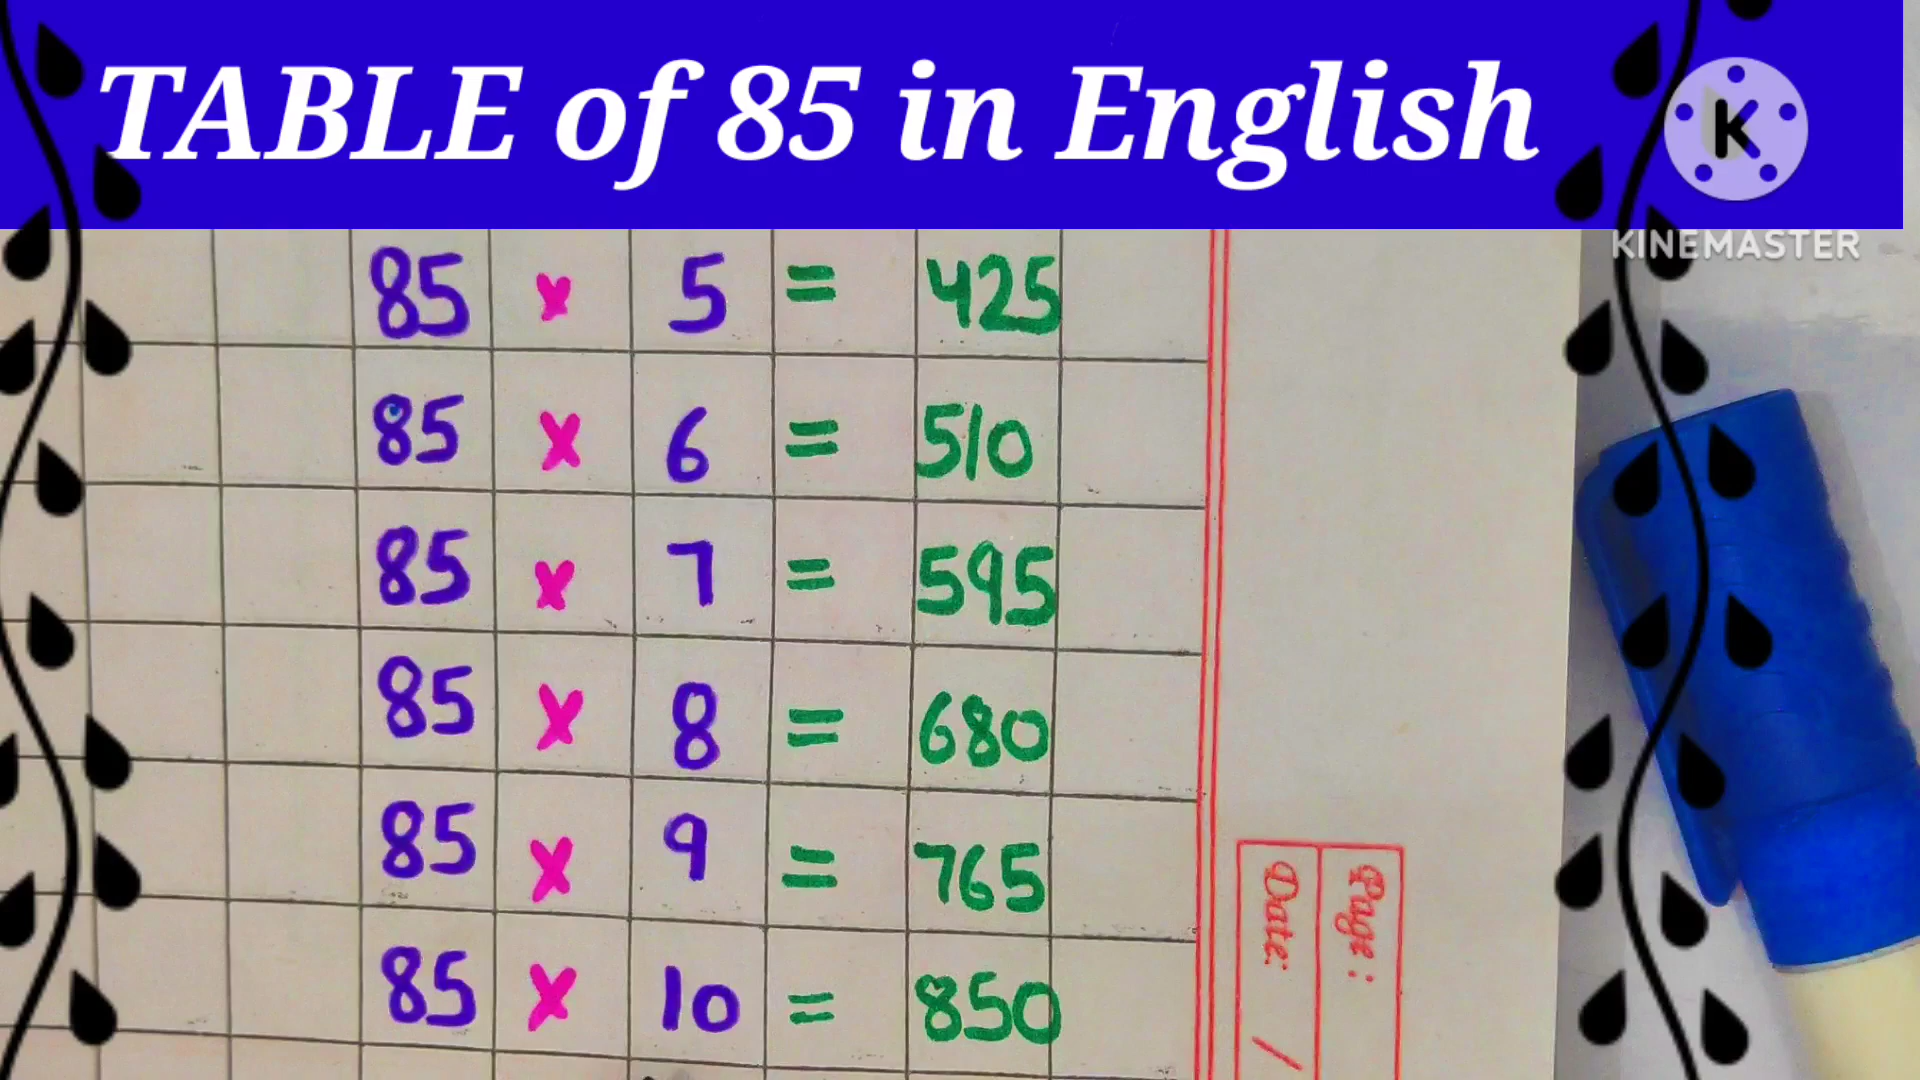 TABLE of 85 in English
K
KINEMASTER
85 x 5 = 425
85 x 6 = 510
85 x 7 = 595
85 x 8 = 680
85 x 9 = 765
85 x 10 = 850
Page:
Date: /